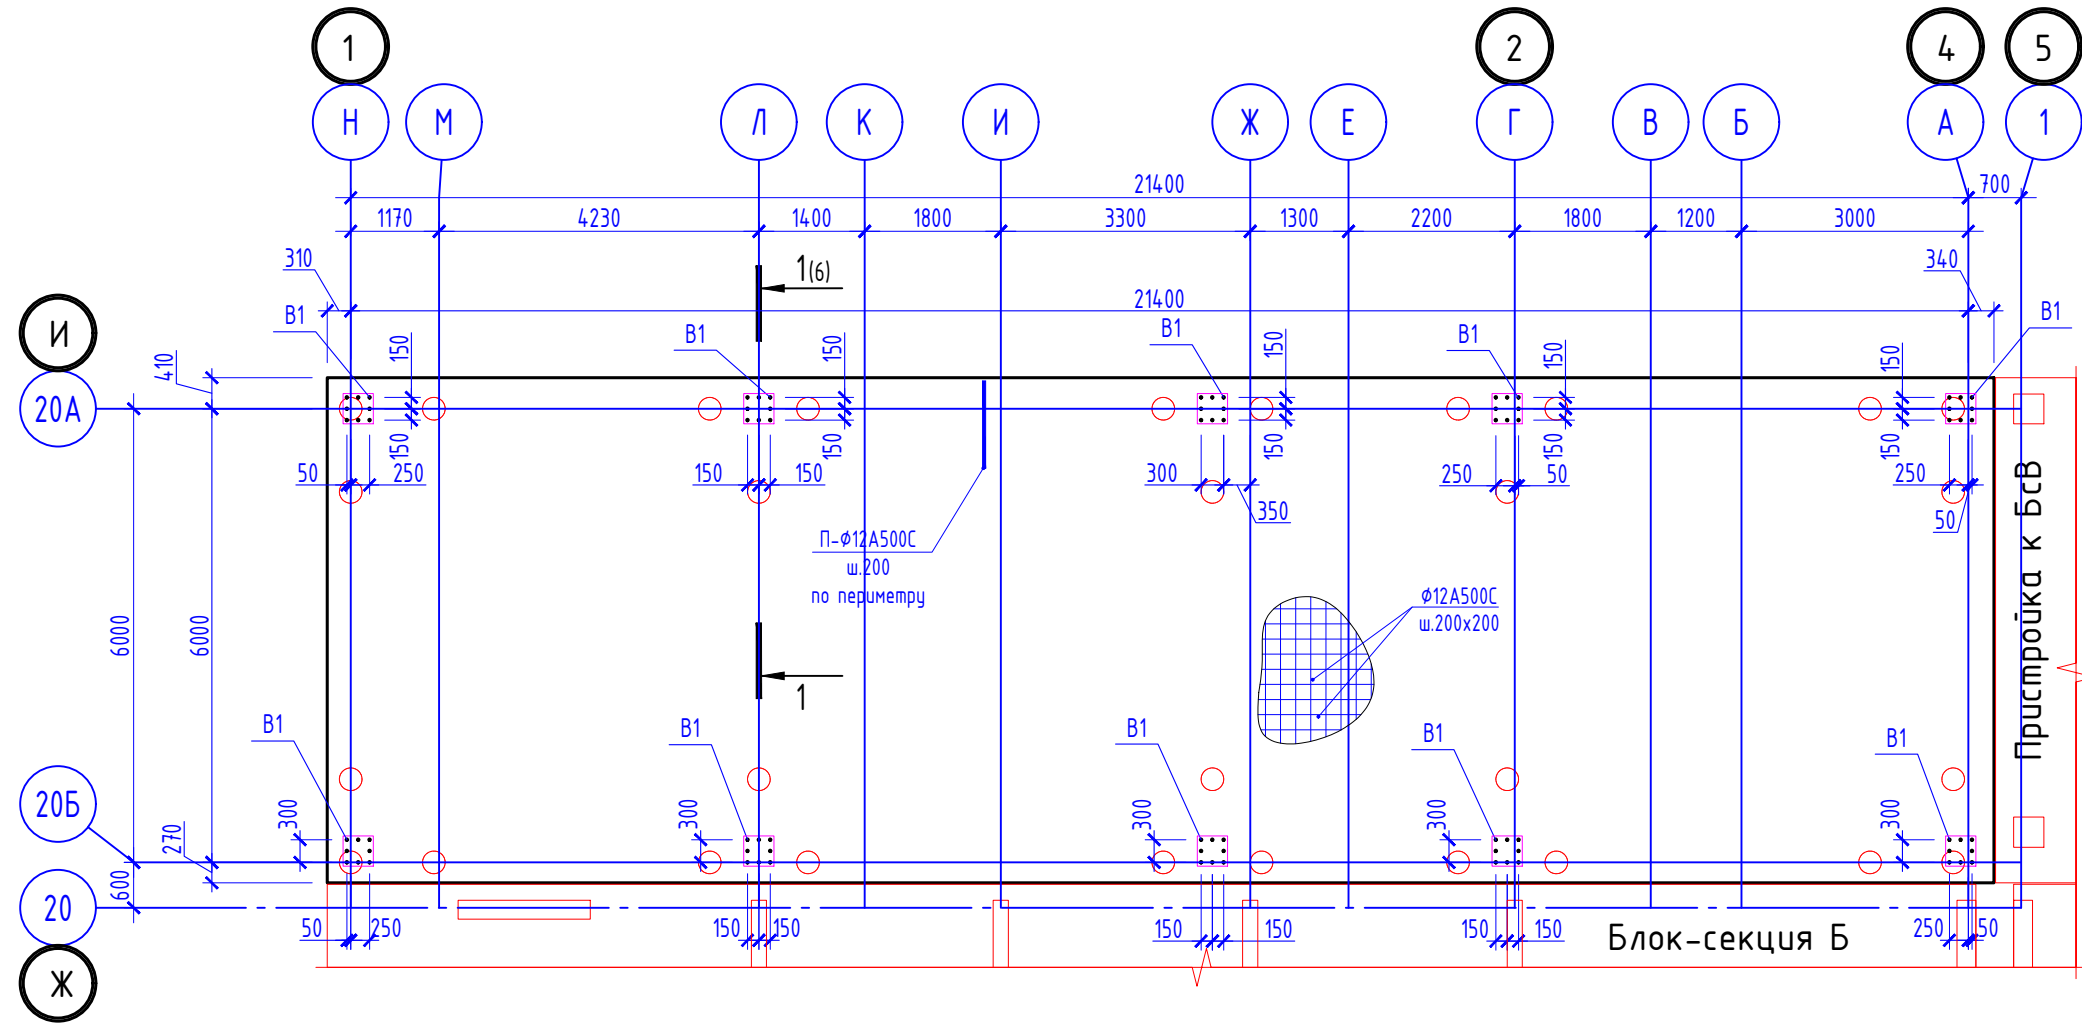 1 2 4 5
Н М Л К И Ж Е Г В Б А 1
21400 700
1170 4230 1400 1800 3300 1300 2200 1800 1200 3000
310 1(6) 340
21400
И
В1 В1 В1 В1 В1
410 150 150 150 150 150
20А
150 150 150 150 150
50 250 150 150 300 250 50 250
350 50
П-ϕ12А500С
ш.200
по периметру
ϕ12А500С
ш.200х200
6000 6000
1
Пристройка к БсВ
В1 В1 В1 В1 В1
20Б
300 300 300 300 300
270
600
20
50 250 150 150 150 150 150 150 250 50
Блок-секция Б
Ж